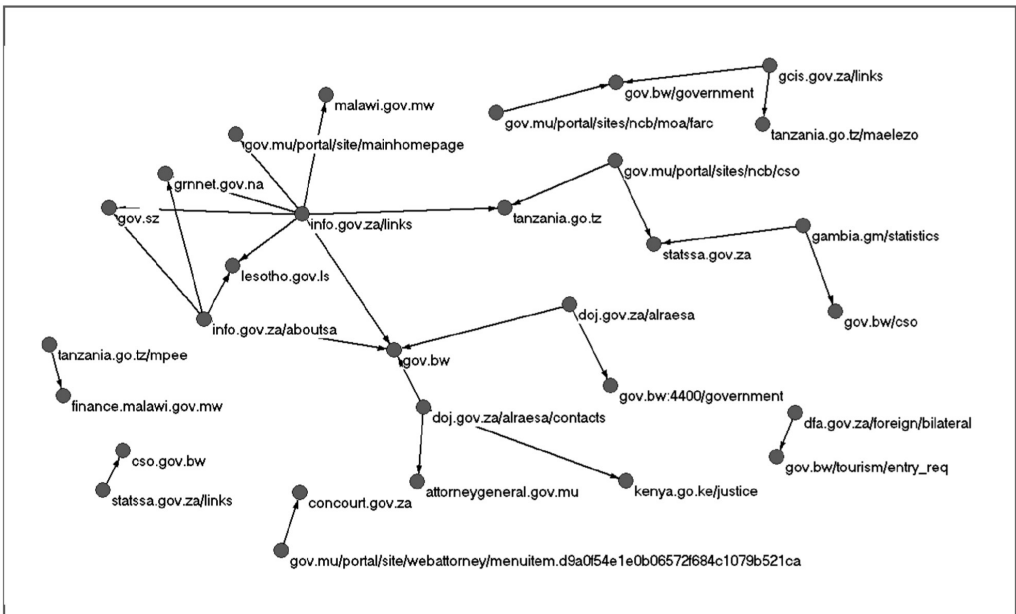 gcis.gov.za/links
gov.bw/government
malawi.gov.mw
gov.mu/portal/sites/ncb/moa/farc
tanzania.go.tz/maelezo
gov.mu/portal/site/mainhomepage
gov.mu/portal/sites/ncb/cso
grnnet.gov.na
gov.sz
info.gov.za/links
tanzania.go.tz
gambia.gm/statistics
statssa.gov.za
lesotho.gov.ls
info.gov.za/aboutsa
doj.gov.za/alraesa
gov.bw/cso
tanzania.go.tz/mpee
gov.bw
gov.bw:4400/government
finance.malawi.gov.mw
doj.gov.za/alraesa/contacts
dfa.gov.za/foreign/bilateral
cso.gov.bw
gov.bw/tourism/entry_req
statssa.gov.za/links
concourt.gov.za
attorneygeneral.gov.mu
kenya.go.ke/justice
gov.mu/portal/site/webattorney/menuitem.d9a0f54e1e0b06572f684c1079b521ca